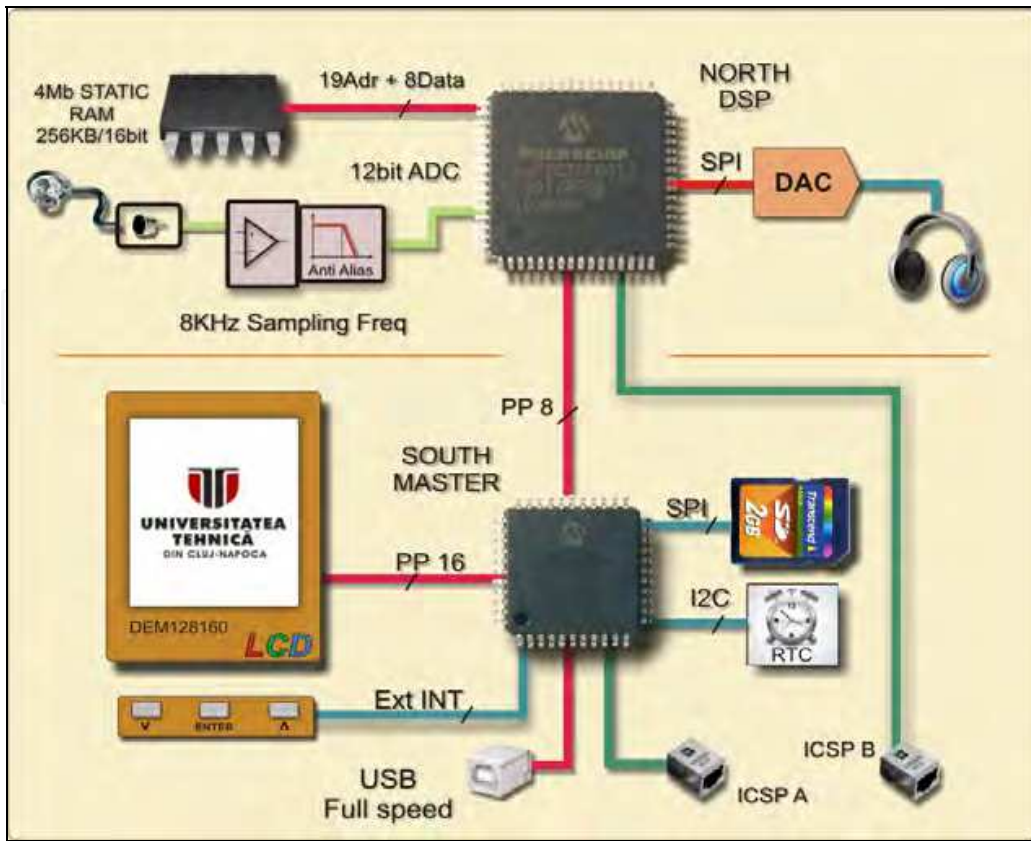 4Mb STATIC
RAM
256KB/16bit
19Adr + 8Data
NORTH
DSP
12bit ADC
SPI
DAC
Anti Alias
8KHz Sampling Freq
PP 8
SOUTH
MASTER
UNIVERSITATEA
TEHNICĂ
DIN CLUJ-NAPOCA
PP 16
DEM128160
LCD
SPI
Transcend
SD
2GB
I2C
RTC
Ext INT
V
ENTER
Λ
USB
Full speed
ICSP A
ICSP B